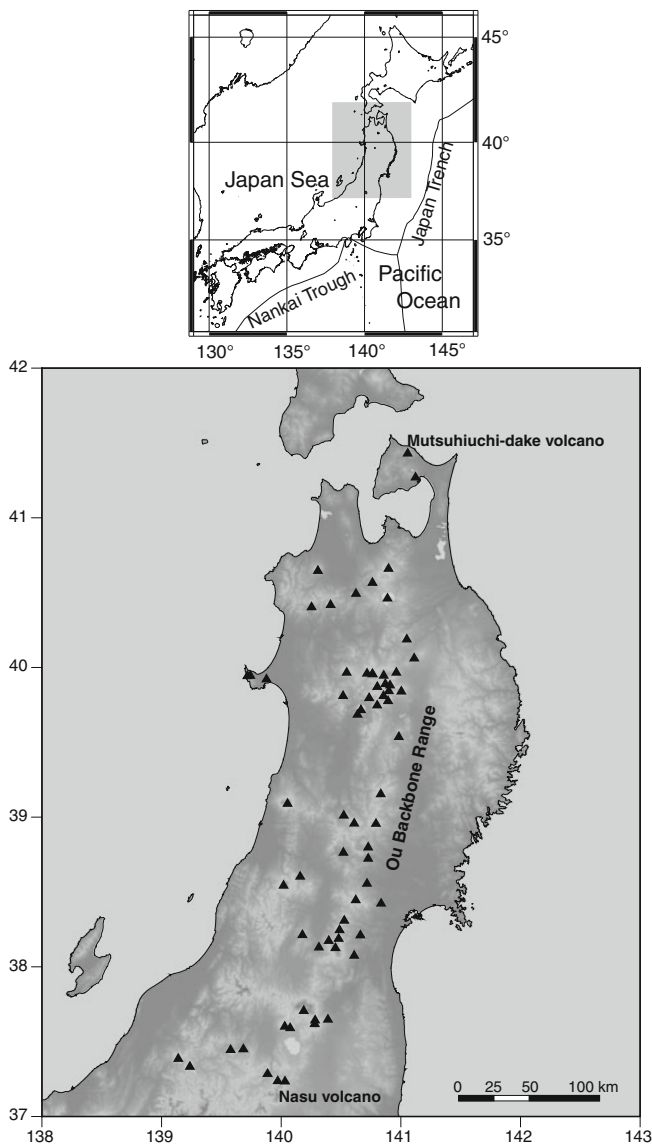 45°
40°
Japan Sea
Japan Trench
35°
Pacific
Ocean
Nankai Trough
130° 135° 140° 145°
42
Mutsuhiuchi-dake volcano
41
40
Ou Backbone Range
39
38
Nasu volcano
0 25 50 100 km
37
138 139 140 141 142 143